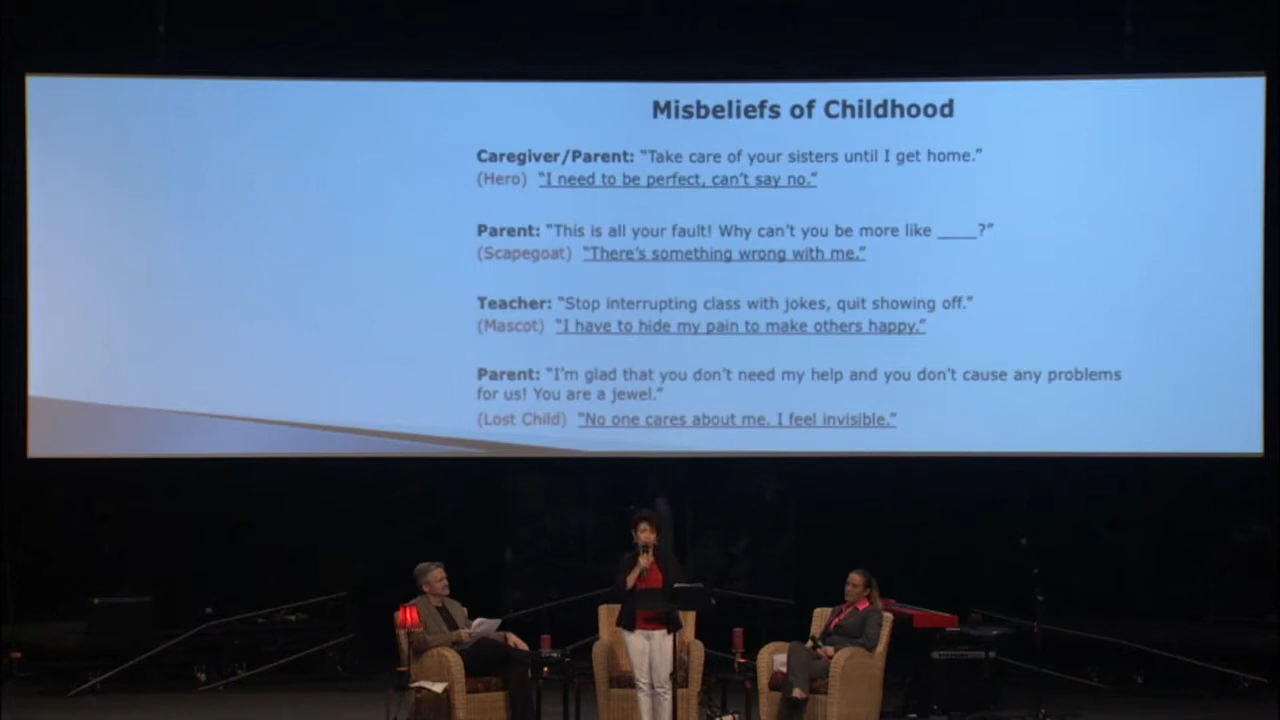 Misbeliefs of Childhood
Caregiver/Parent: “Take care of your sisters until I get home.”
(Hero) “I need to be perfect, can’t say no.”
Parent: “This is all your fault! Why can’t you be more like ____?”
(Scapegoat) “There’s something wrong with me.”
Teacher: “Stop interrupting class with jokes, quit showing off.”
(Mascot) “I have to hide my pain to make others happy.”
Parent: “I’m glad that you don’t need my help and you don’t cause any problems
for us! You are a jewel.”
(Lost Child) “No one cares about me. I feel invisible.”